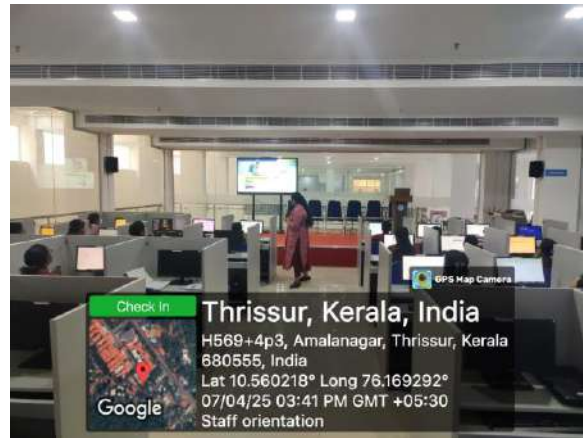 GPS Map Camera
Check In
Thrissur, Kerala, India
H569+4p3, Amalanagar, Thrissur, Kerala
680555, India
Lat 10.560218° Long 76.169292°
07/04/25 03:41 PM GMT +05:30
Staff orientation
Google